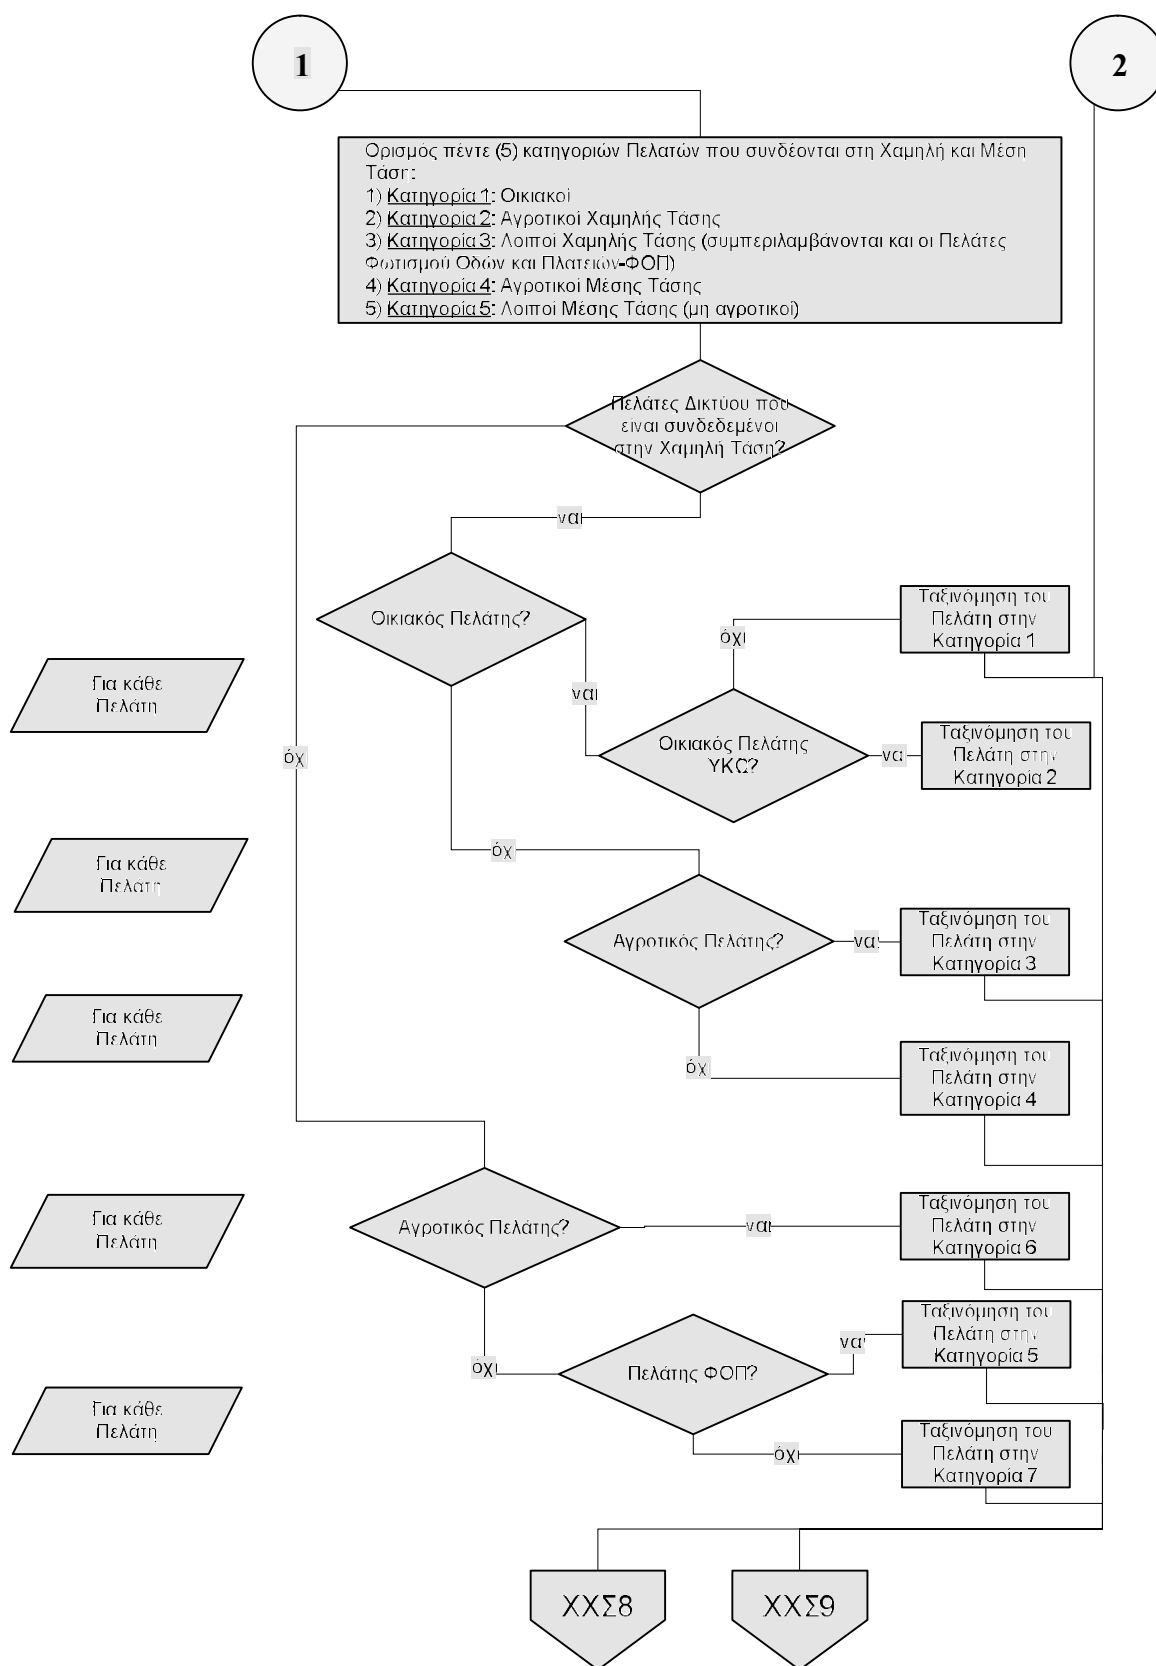 1
2
Ορισμός πέντε (5) κατηγοριών Πελατών που συνδέονται στη Χαμηλή και Μέση
Τάση:
1) Κατηγορία 1: Οικιακοί
2) Κατηγορία 2: Αγροτικοί Χαμηλής Τάσης
3) Κατηγορία 3: Λοιποί Χαμηλής Τάσης (συμπεριλαμβάνονται και οι Πελάτες
Φωτισμού Οδών και Πλατειών-ΦΟΠ)
4) Κατηγορία 4: Αγροτικοί Μέσης Τάσης
5) Κατηγορία 5: Λοιποί Μέσης Τάσης (μη αγροτικοί)
Πελάτες Δικτύου που
είναι συνδεδεμένοι
στην Χαμηλή Τάση?
ναι
Οικιακός Πελάτης?
όχι
Ταξινόμηση του
Πελάτη στην
Κατηγορία 1
Για κάθε
Πελάτη
ναι
όχι
Οικιακός Πελάτης
ΥΚΩ?
ναι
Ταξινόμηση του
Πελάτη στην
Κατηγορία 2
όχι
Για κάθε
Πελάτη
Αγροτικός Πελάτης?
ναι
Ταξινόμηση του
Πελάτη στην
Κατηγορία 3
Για κάθε
Πελάτη
όχι
Ταξινόμηση του
Πελάτη στην
Κατηγορία 4
Για κάθε
Πελάτη
Αγροτικός Πελάτης?
ναι
Ταξινόμηση του
Πελάτη στην
Κατηγορία 6
όχι
Πελάτης ΦΟΠ?
ναι
Ταξινόμηση του
Πελάτη στην
Κατηγορία 5
Για κάθε
Πελάτη
όχι
Ταξινόμηση του
Πελάτη στην
Κατηγορία 7
ΧΧΣ8
ΧΧΣ9